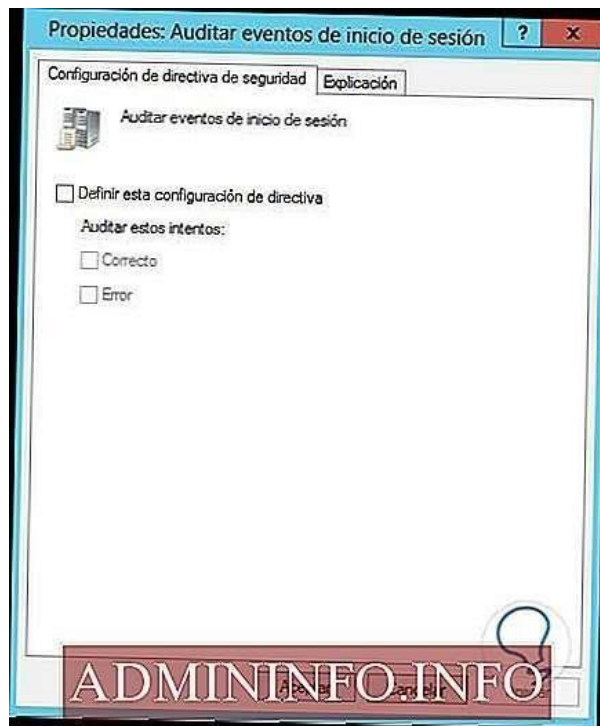 Propiedades: Auditar eventos de inicio de sesión ? x
Configuración de directiva de seguridad Explicación
Auditar eventos de inicio de sesión
Definir esta configuración de directiva
Auditar estos intentos:
Correcto
Error
ADMININFO.INFO
Cancelar